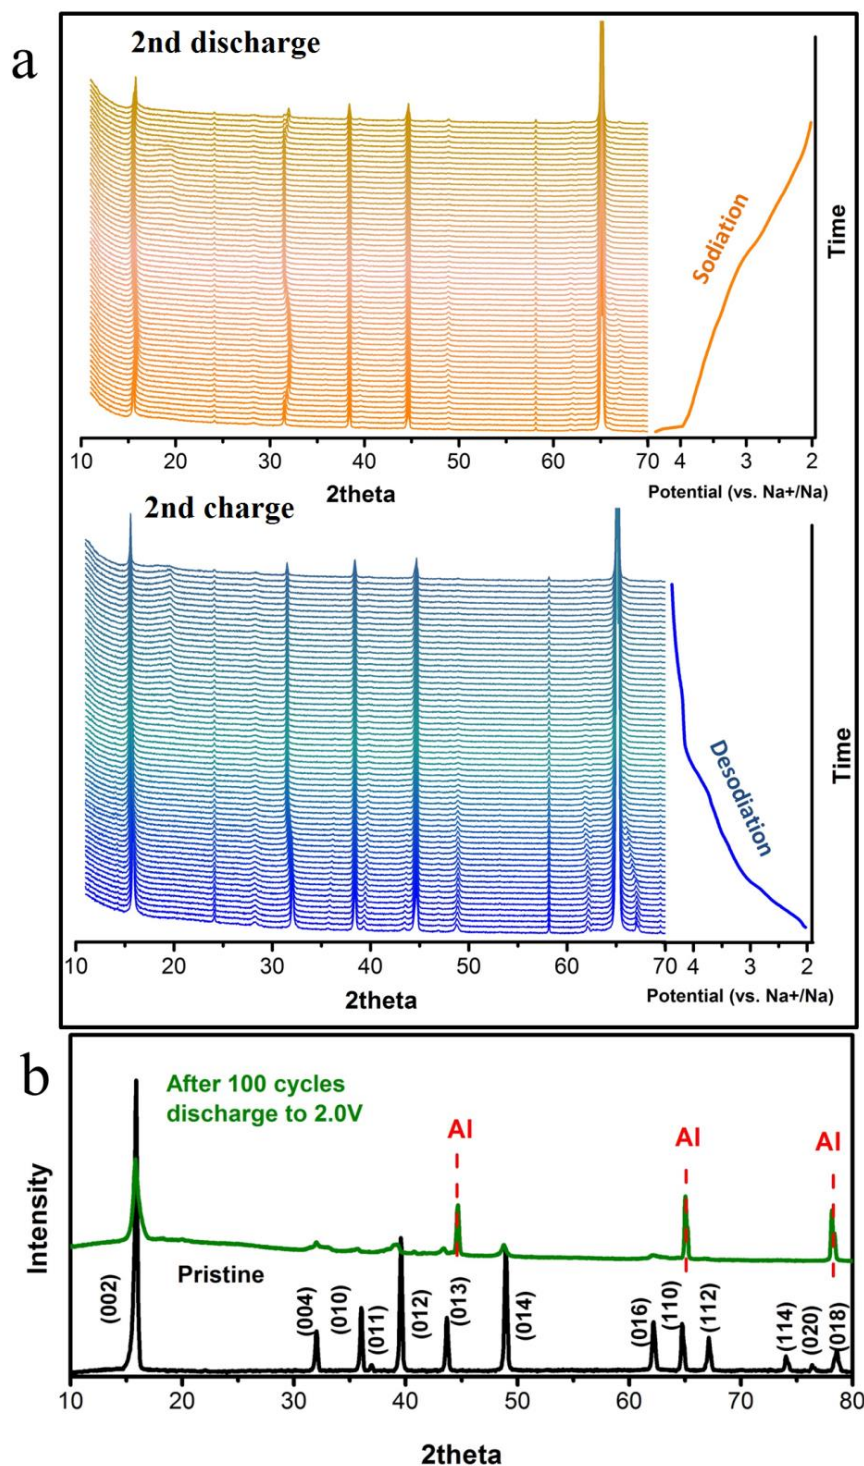 a
2nd discharge
Sodiation
Time
10 20 30 40 50 60 70 4 3 2
2theta
Potential (vs. Na+/Na)
2nd charge
Desodiation
Time
10 20 30 40 50 60 70 4 3 2
2theta
Potential (vs. Na+/Na)
b
After 100 cycles
discharge to 2.0V
Al Al Al
Intensity
Pristine
(002) (004) (010) (011) (012) (013) (014) (016) (110) (112) (114) (020) (018)
10 20 30 40 50 60 70 80
2theta